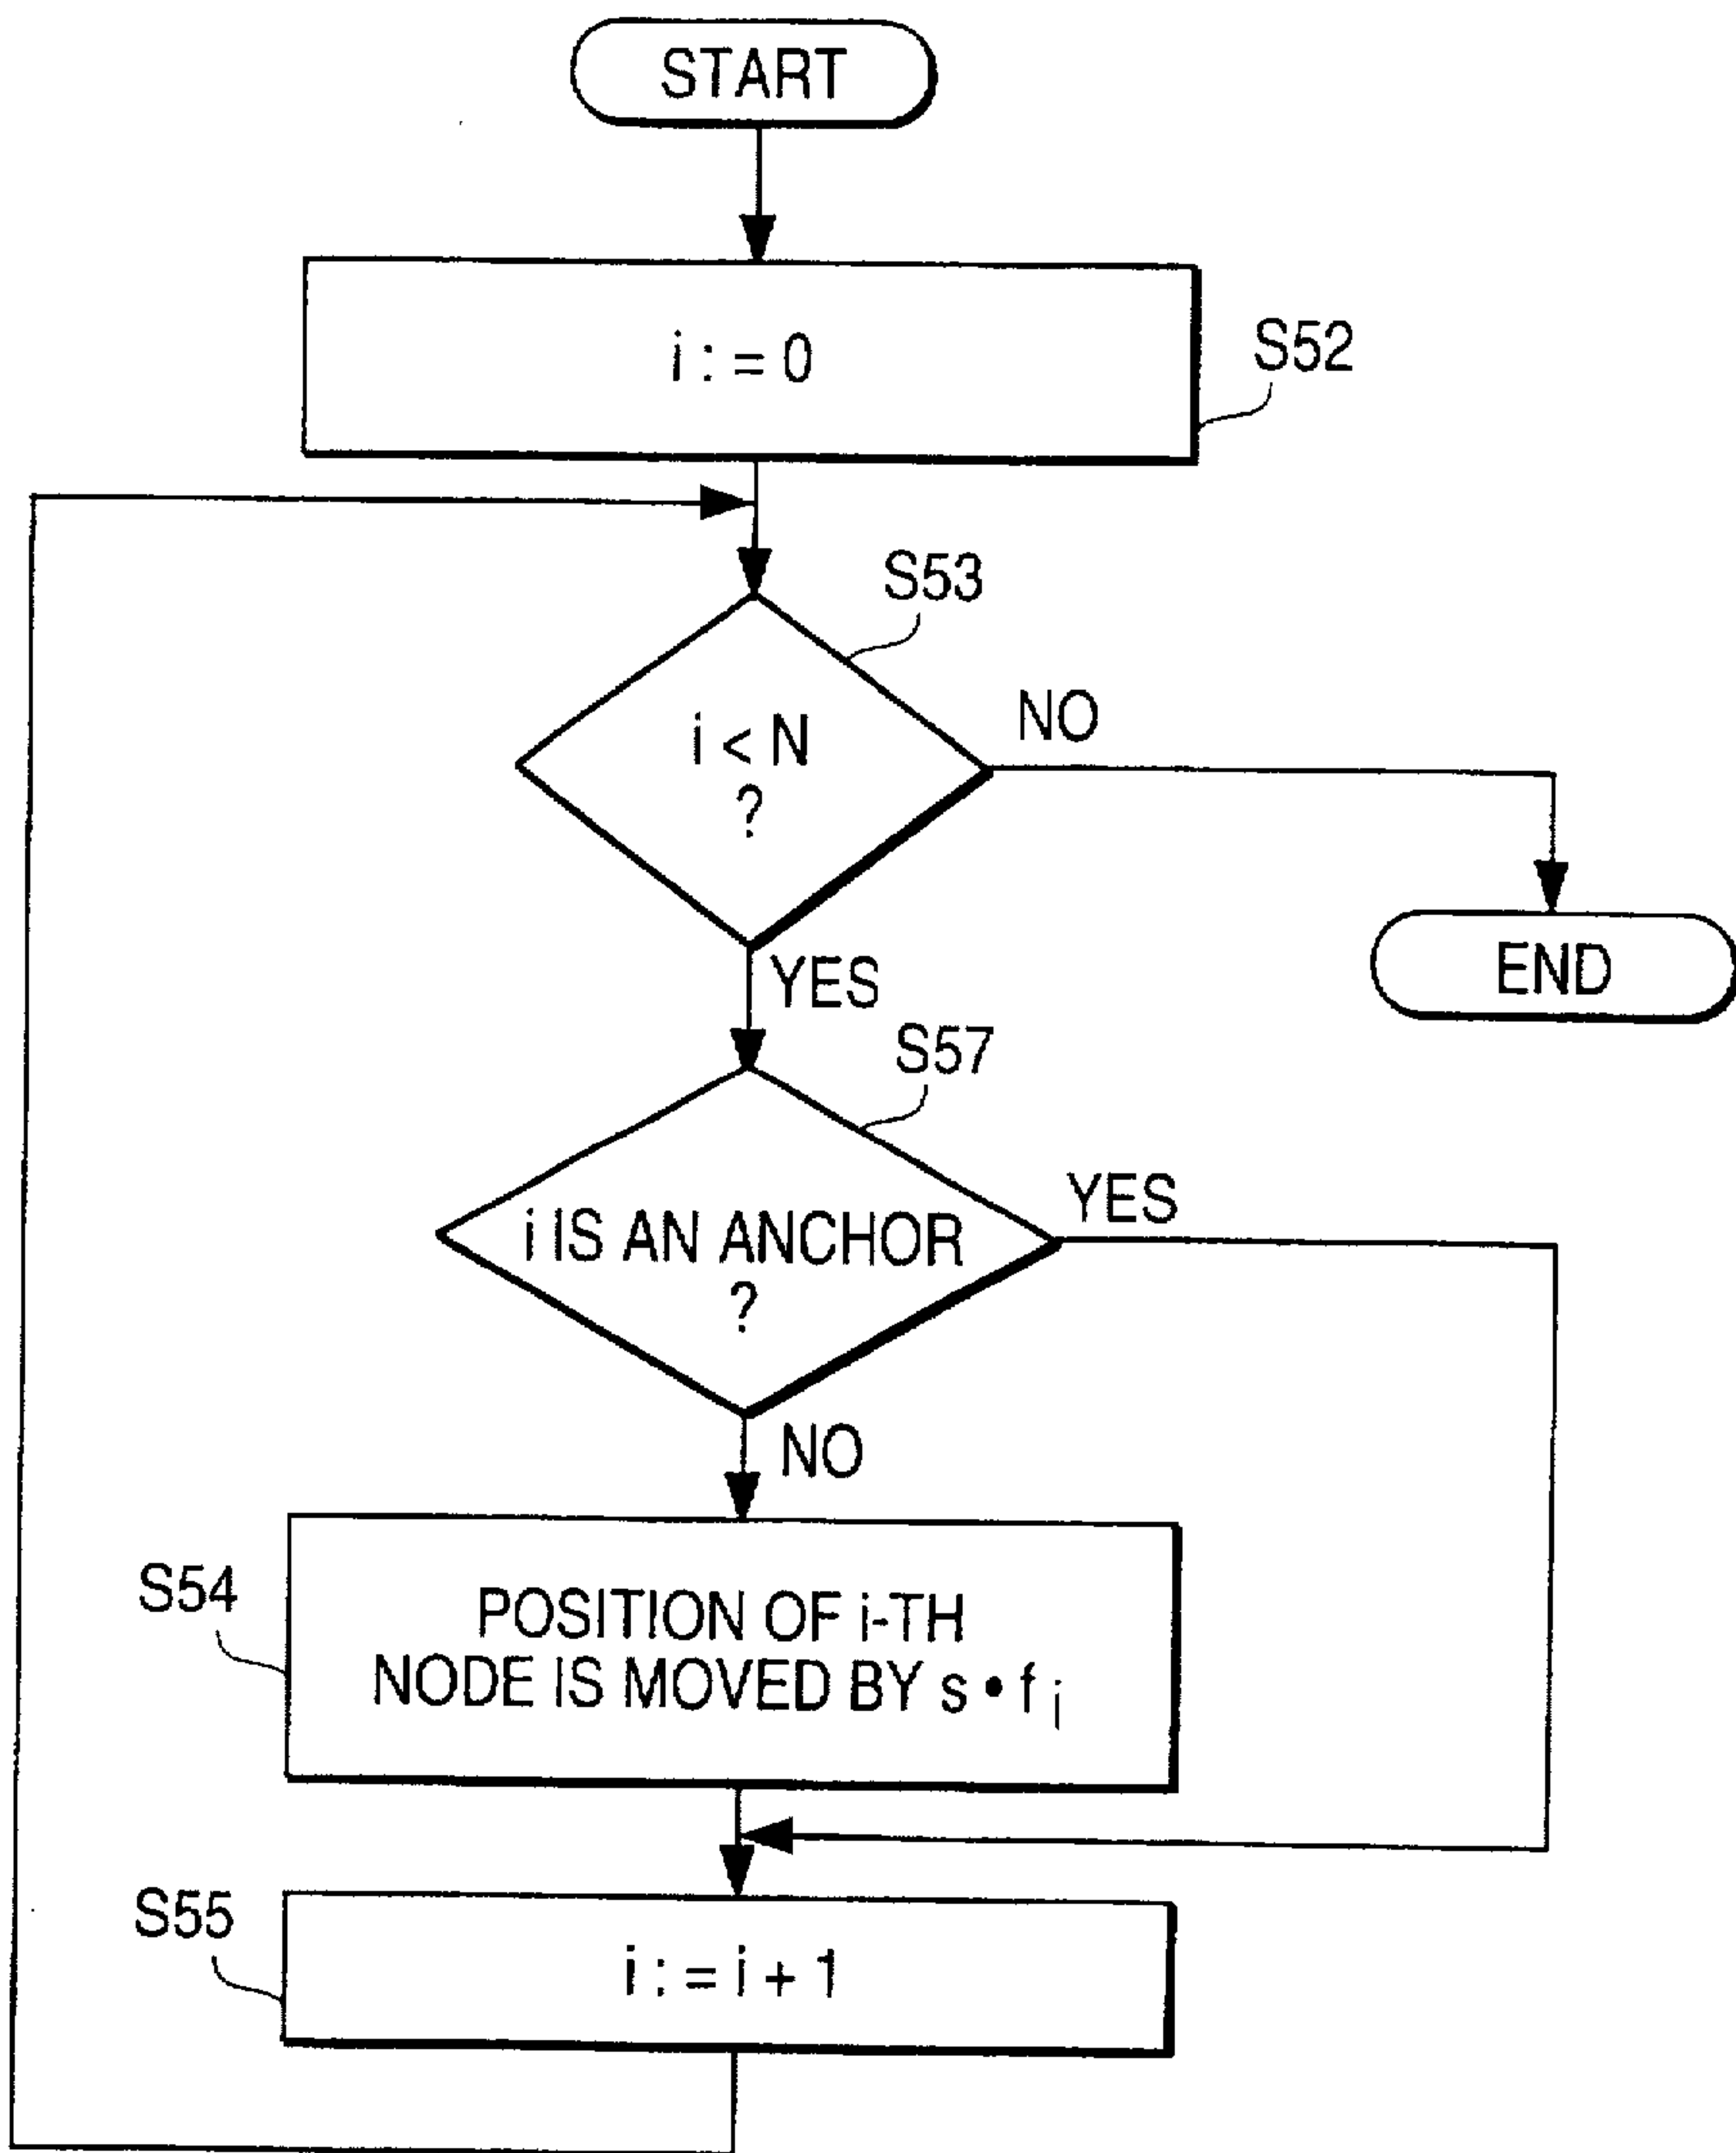 START
i : = 0
S52
S53
i < N
?
NO
YES
END
S57
i IS AN ANCHOR
?
YES
NO
S54
POSITION OF i-TH
NODE IS MOVED BY s • f i
S55
i : = i + 1